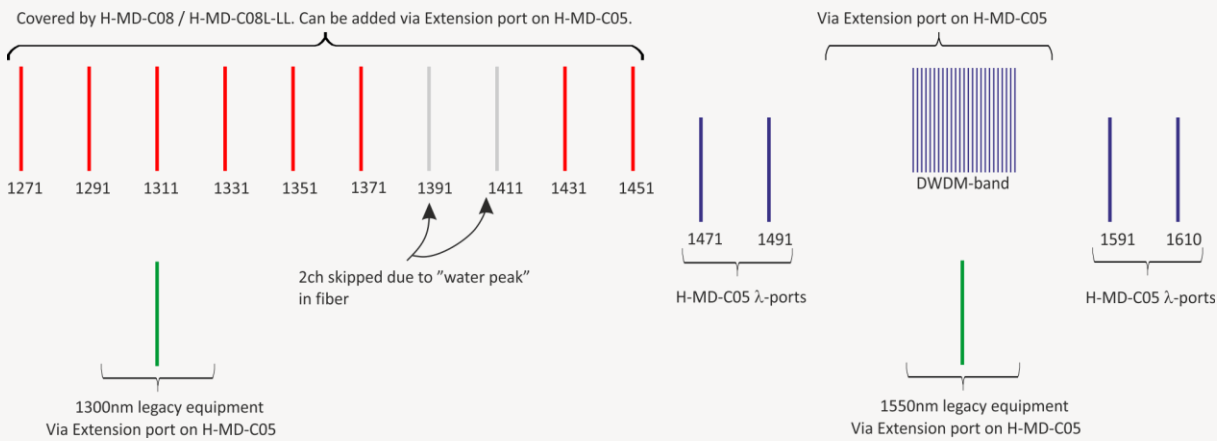 Covered by H-MD-C08 / H-MD-C08L-LL. Can be added via Extension port on H-MD-C05.
Via Extension port on H-MD-C05
1271 1291 1311 1331 1351 1371 1391 1411 1431 1451
DWDM-band
1471 1491
1591 1610
2ch skipped due to ”water peak”
in fiber
H-MD-C05 λ-ports
H-MD-C05 λ-ports
1300nm legacy equipment
Via Extension port on H-MD-C05
1550nm legacy equipment
Via Extension port on H-MD-C05